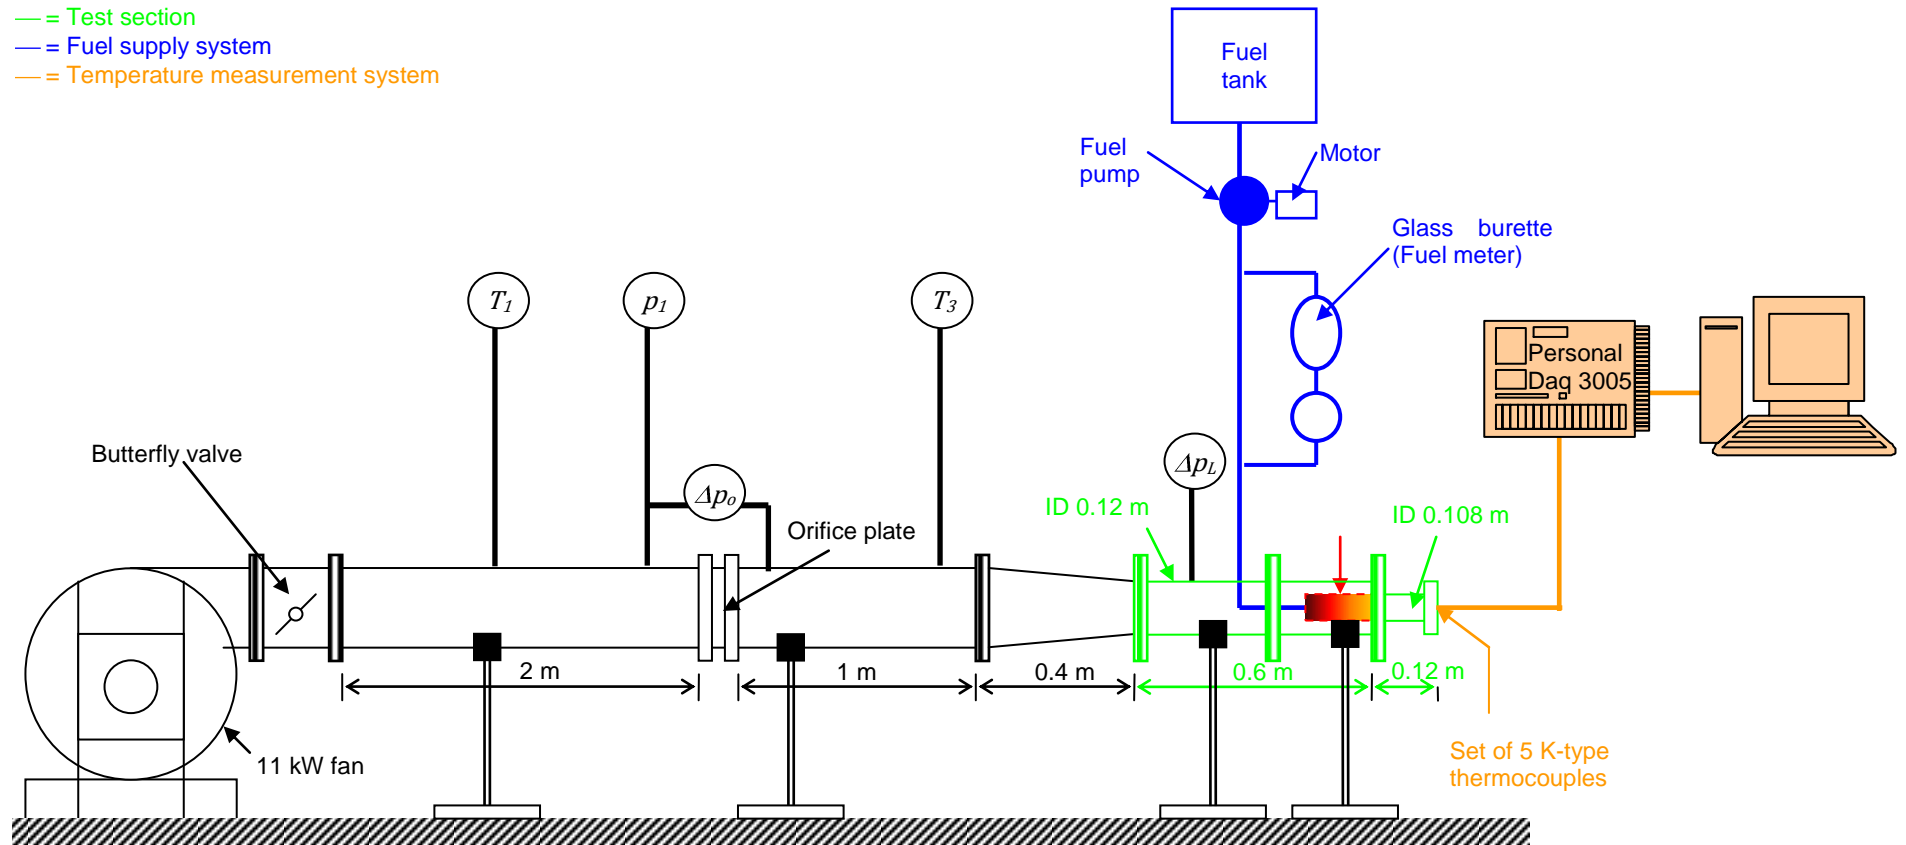 — = Test section
— = Fuel supply system
— = Temperature measurement system
Fuel
tank
Fuel
pump
Motor
Glass burette
(Fuel meter)
T1
p1
T3
Personal
Daq 3005
Butterfly valve
Δpo
ΔpL
Orifice plate
ID 0.12 m
ID 0.108 m
2 m
1 m
0.4 m
0.6 m
0.12 m
11 kW fan
Set of 5 K-type
thermocouples